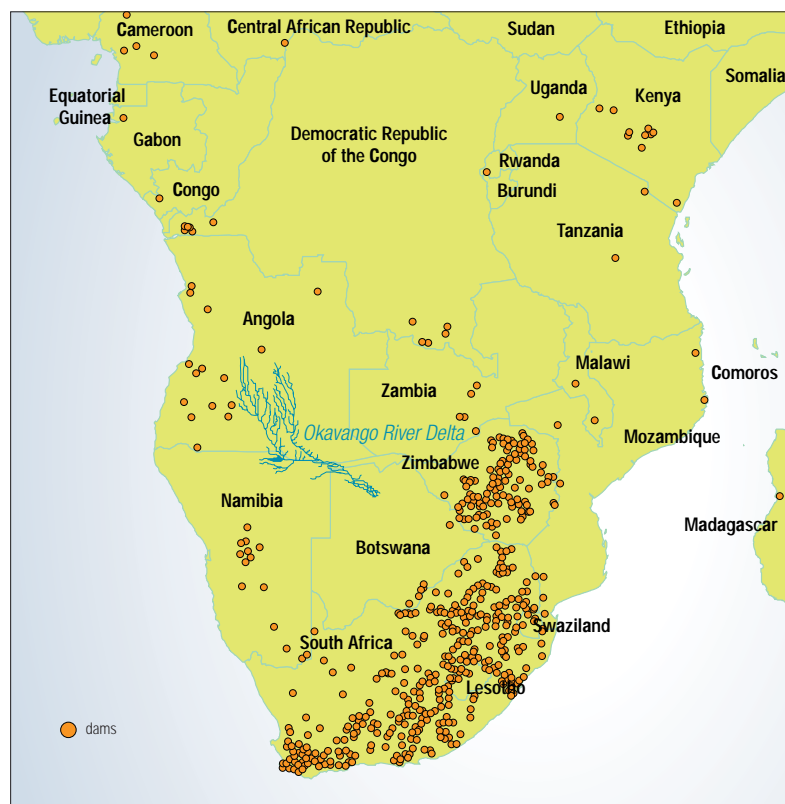 Cameroon
Central African Republic
Sudan
Ethiopia
Somalia
Uganda
Kenya
Equatorial
Guinea
Gabon
Democratic Republic
of the Congo
Rwanda
Burundi
Congo
Tanzania
Angola
Malawi
Comoros
Zambia
Okavango River Delta
Mozambique
Zimbabwe
Namibia
Madagascar
Botswana
Swaziland
South Africa
Lesotho
dams